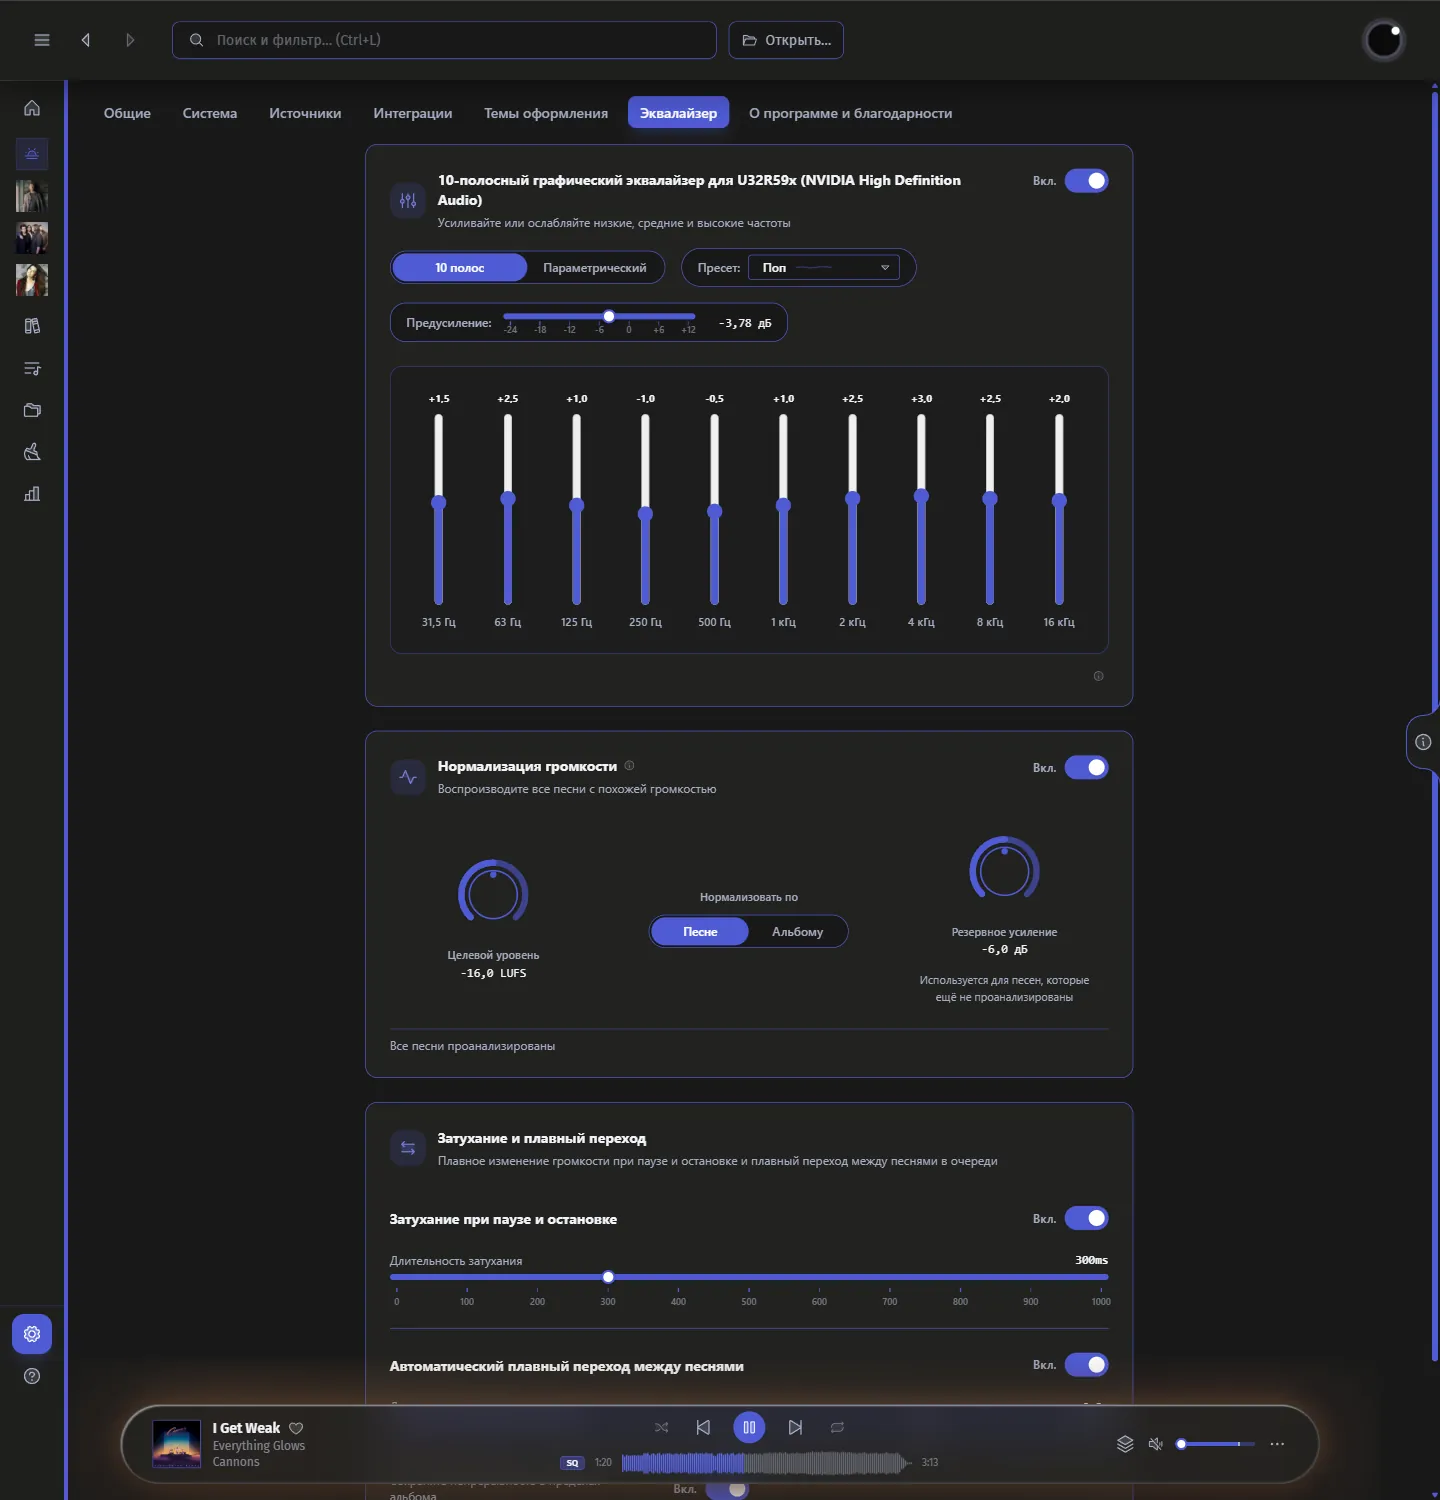 Поиск и фильтр... (Ctrl+L)
Открыть...
Общие
Система
Источники
Интеграции
Темы оформления
Эквалайзер
О программе и благодарности
10-полосный графический эквалайзер для U32R59x (NVIDIA High Definition
Audio)
Усиливайте или ослабляйте низкие, средние и высокие частоты
Вкл.
10 полос
Параметрический
Пресет:
Поп
Предусиление:
-24 -18 -12 -6 0 +6 +12
-3,78 дБ
+1,5 +2,5 +1,0 -1,0 -0,5 +1,0 +2,5 +3,0 +2,5 +2,0
31,5 Гц 63 Гц 125 Гц 250 Гц 500 Гц 1 кГц 2 кГц 4 кГц 8 кГц 16 кГц
Нормализация громкости
Воспроизводите все песни с похожей громкостью
Вкл.
Целевой уровень
-16,0 LUFS
Нормализовать по
Песне
Альбому
Резервное усиление
-6,0 дБ
Используется для песен, которые
ещё не проанализированы
Все песни проанализированы
Затухание и плавный переход
Плавное изменение громкости при паузе и остановке и плавный переход между песнями в очереди
Затухание при паузе и остановке
Вкл.
Длительность затухания
300ms
0 100 200 300 400 500 600 700 800 900 1000
Автоматический плавный переход между песнями
Вкл.
I Get Weak
Everything Glows
Cannons
SQ
1:20
3:13
альбома
Вкл.